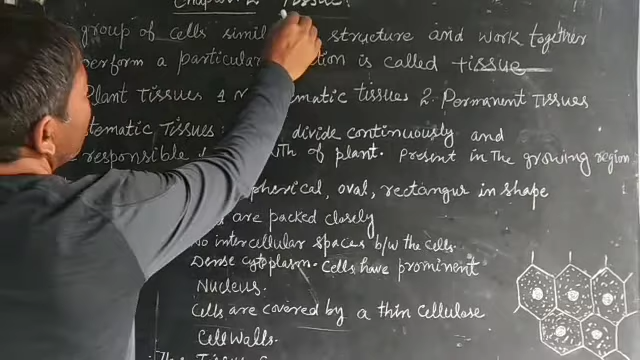 Chapter-2 Tissue:
group of cells simil structure and work together
perform a particular tion is called tissue
Plant Tissues 1 matic tissues 2. Permanent Tissues
tematic Tissues: divide continuously and
responsible of plant. Present in the growing region
pherical, oval, rectangur in shape
are packed closely
No intercellular spaces b/w the cells.
Dense cytoplasm. Cells have prominent
Nucleus.
Cells are covered by a thin cellulose
Cell walls.